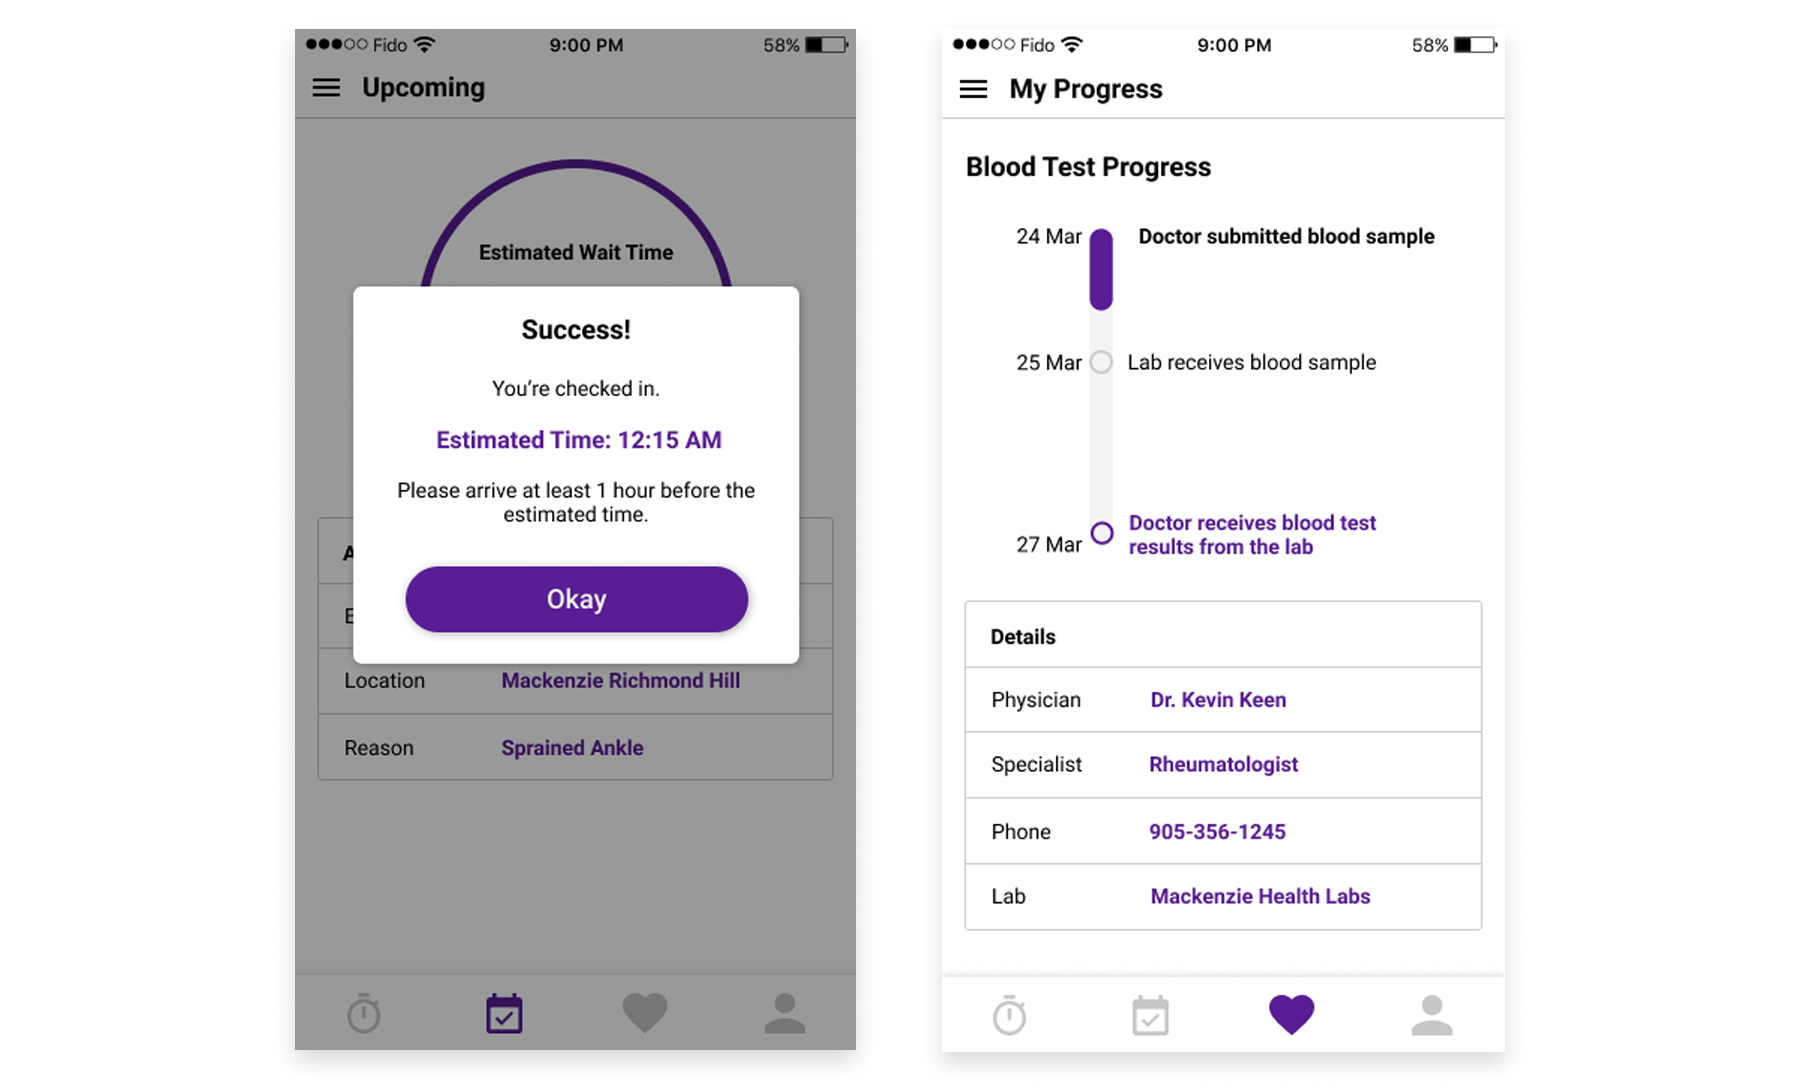 Fido 9:00 PM 58%
Upcoming
Estimated Wait Time
Success!
You're checked in.
Estimated Time: 12:15 AM
Please arrive at least 1 hour before the
estimated time.
Okay
Location Mackenzie Richmond Hill
Reason Sprained Ankle
Fido 9:00 PM 58%
My Progress
Blood Test Progress
24 Mar Doctor submitted blood sample
25 Mar Lab receives blood sample
27 Mar Doctor receives blood test
results from the lab
Details
Physician Dr. Kevin Keen
Specialist Rheumatologist
Phone 905-356-1245
Lab Mackenzie Health Labs